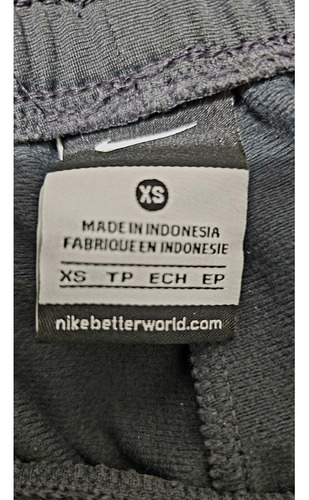 XS
MADE IN INDONESIA
FABRIQUE EN INDONESIE
XS TP ECH EP
nikebetterworld.com